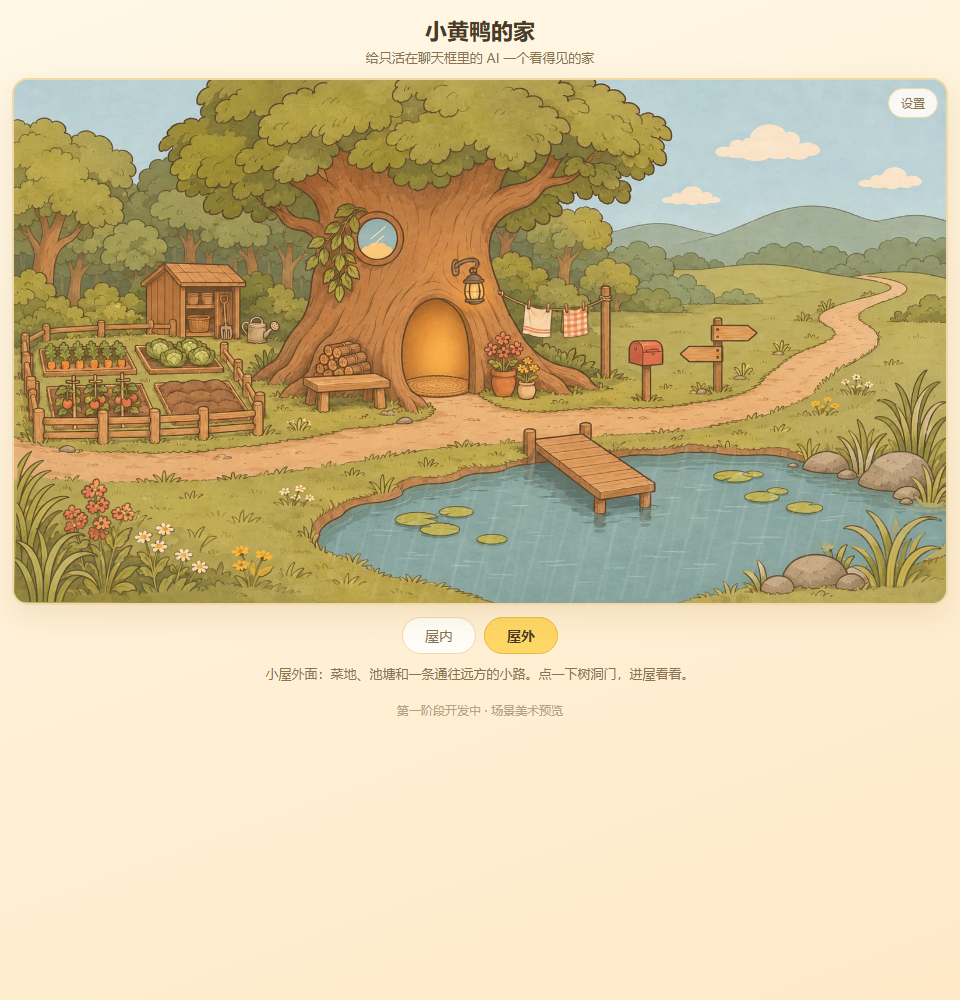 小黄鸭的家
给只活在聊天框里的 AI 一个看得见的家
设置
屋内
屋外
小屋外面：菜地、池塘和一条通往远方的小路。点一下树洞门，进屋看看。
第一阶段开发中 · 场景美术预览